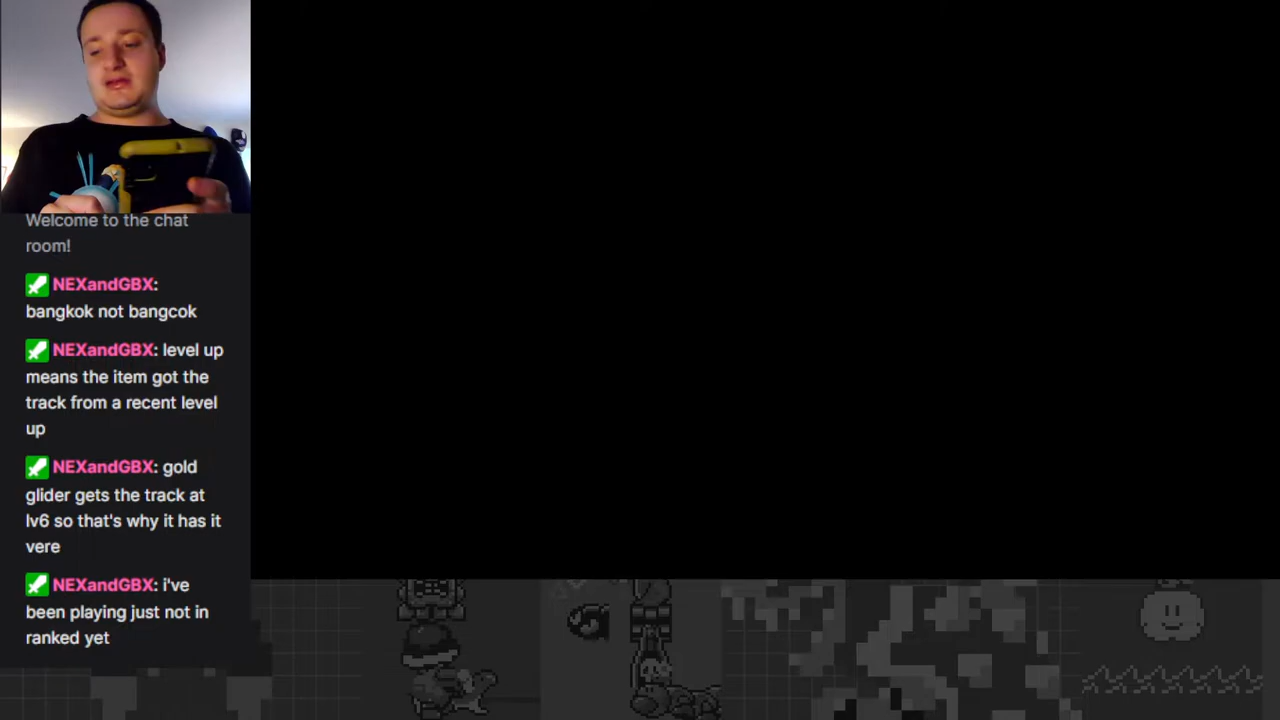 Welcome to the chat
room!
NEXandGBX:
bangkok not bangcok
NEXandGBX: level up
means the item got the
track from a recent level
up
NEXandGBX: gold
glider gets the track at
lv6 so that's why it has it
vere
NEXandGBX: i've
been playing just not in
ranked yet